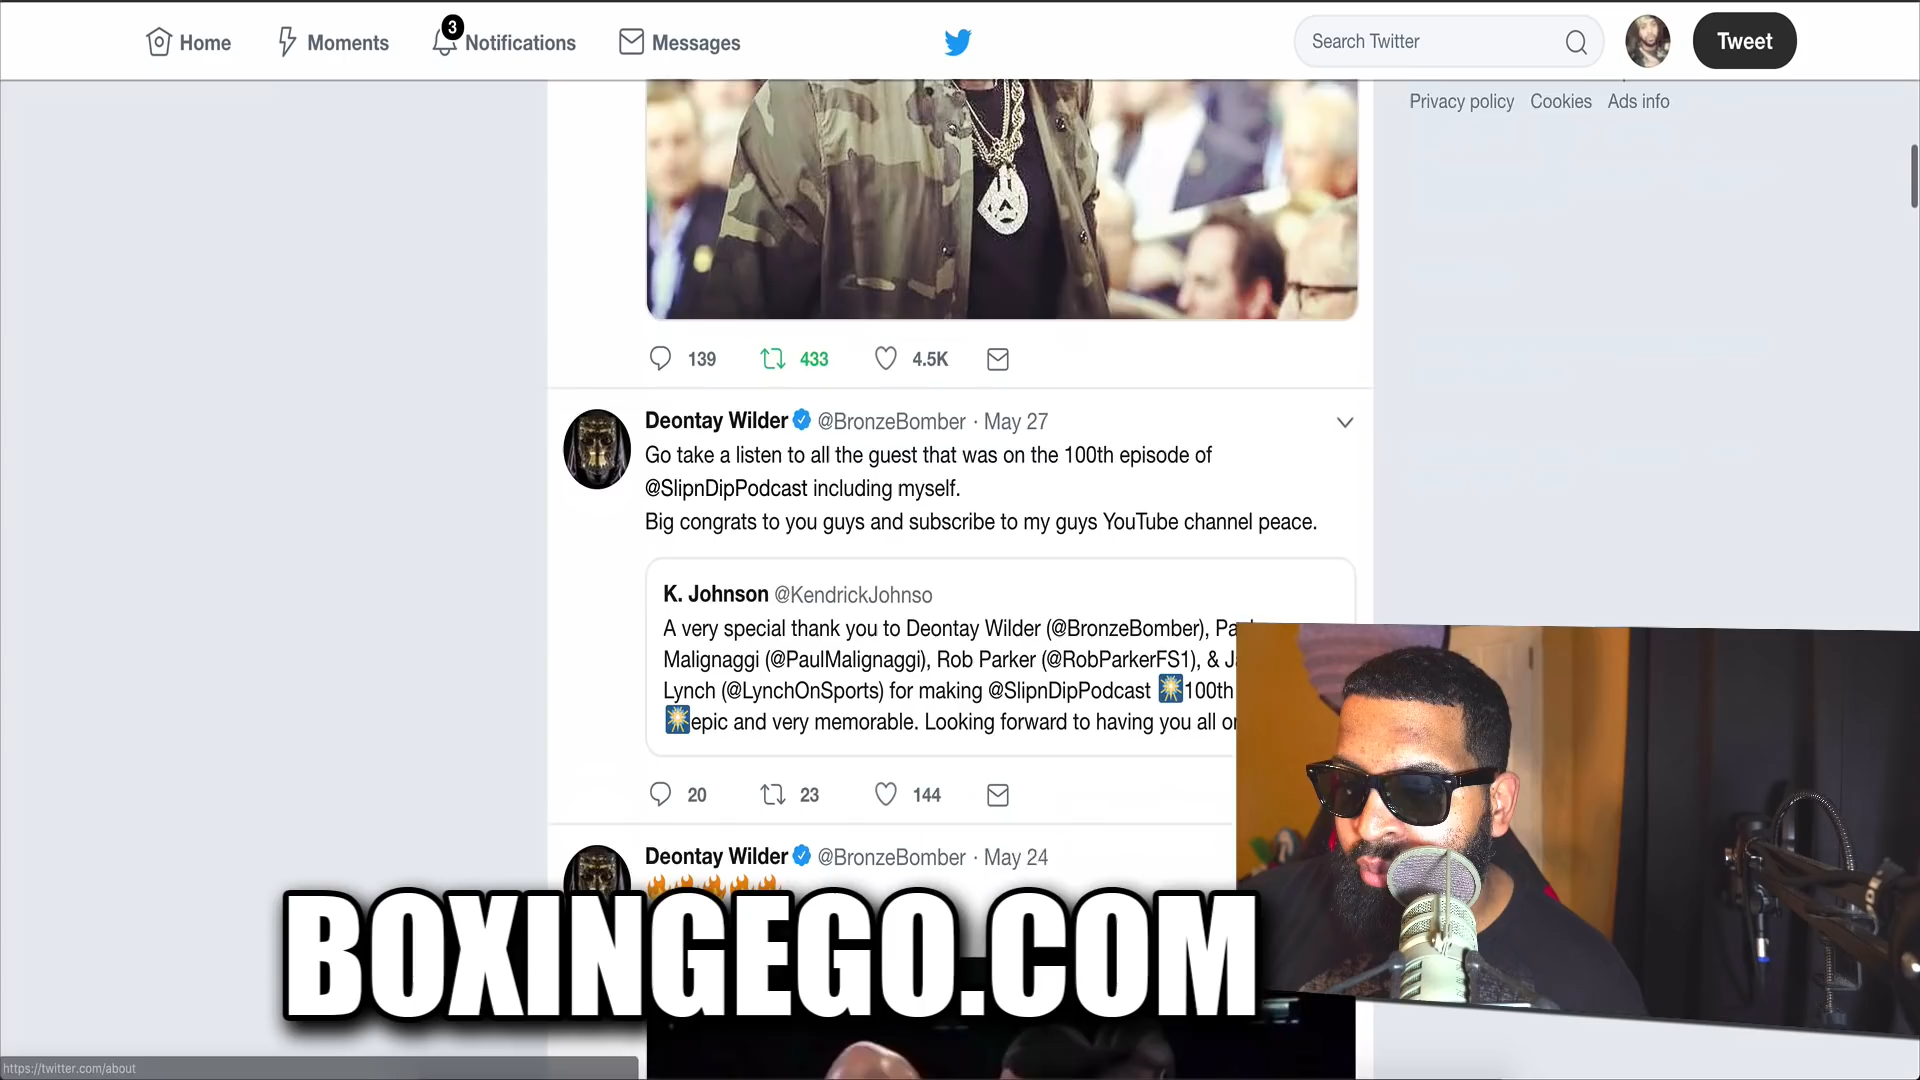 Home
Moments
3
Notifications
Messages
Search Twitter
Tweet
Privacy policy Cookies Ads info
139 433 4.5K
Deontay Wilder @BronzeBomber · May 27
Go take a listen to all the guest that was on the 100th episode of
@SlipnDipPodcast including myself.
Big congrats to you guys and subscribe to my guys YouTube channel peace.
K. Johnson @KendrickJohnso
A very special thank you to Deontay Wilder (@BronzeBomber),
Malignaggi (@PaulMalignaggi), Rob Parker (@RobParkerFS1), &
Lynch (@LynchOnSports) for making @SlipnDipPodcast 🎇100th
🎇epic and very memorable. Looking forward to having you all
20 23 144
Deontay Wilder @BronzeBomber · May 24
🔥🔥🔥🔥🔥
BOXINGEGO.COM
https://twitter.com/about